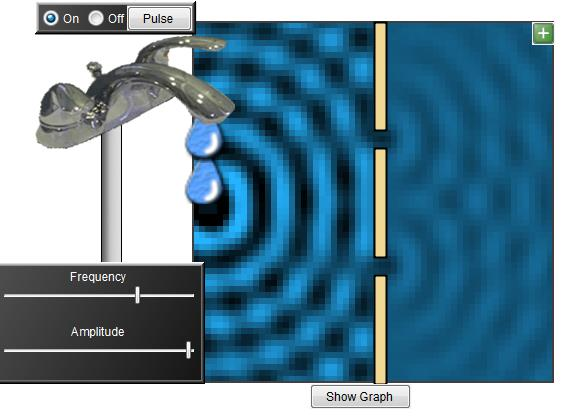 On Off Pulse
+
Frequency
Amplitude
Show Graph